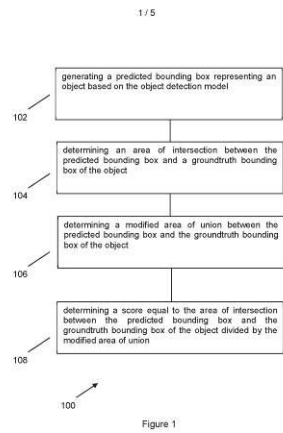 1 / 5
generating a predicted bounding box representing an
object based on the object detection model
102
determining an area of intersection between the
predicted bounding box and a groundtruth bounding
box of the object
104
determining a modified area of union between the
predicted bounding box and the groundtruth bounding
box of the object
106
determining a score equal to the area of intersection
between the predicted bounding box and the
groundtruth bounding box of the object divided by the
modified area of union
108
100
Figure 1